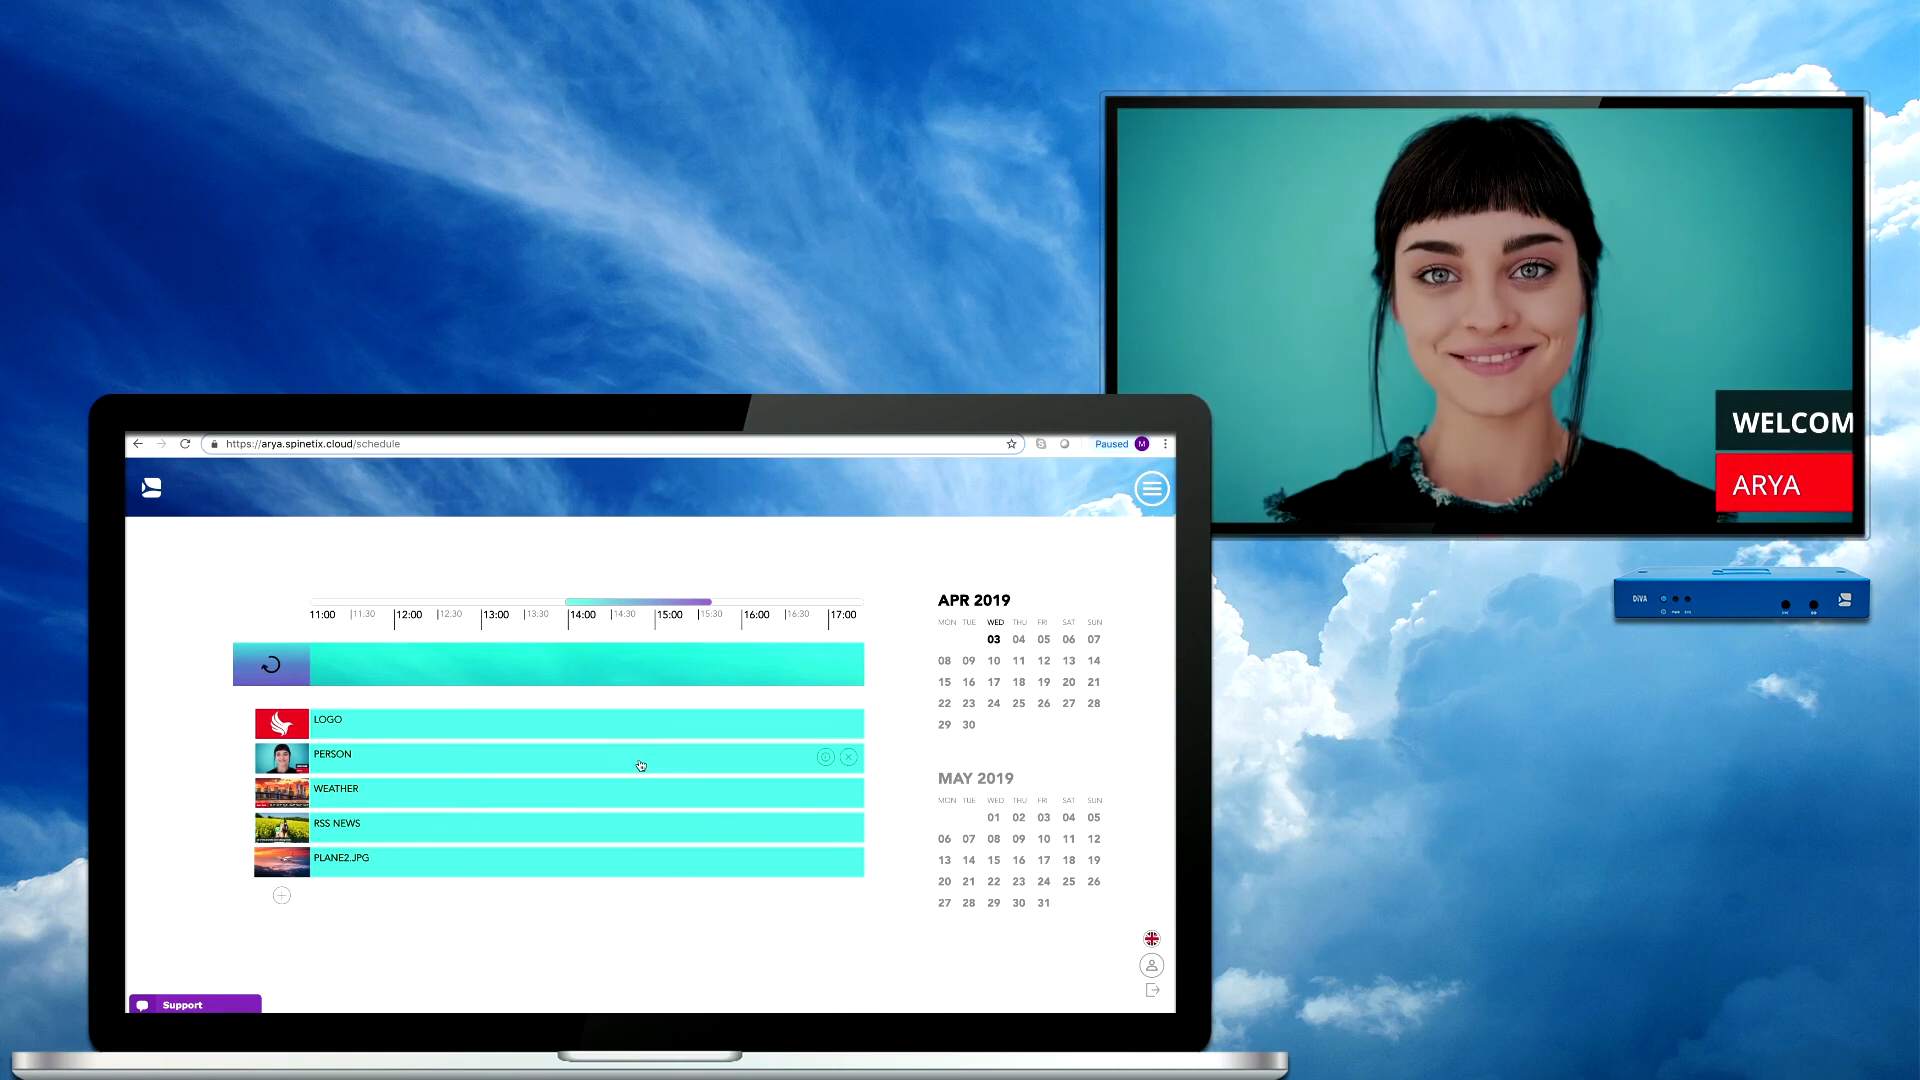 WELCOM
ARYA
https://arya.spinetix.cloud/schedule
Paused
M
11:00 11:30 12:00 12:30 13:00 13:30 14:00 14:30 15:00 15:30 16:00 16:30 17:00
LOGO
PERSON
WEATHER
RSS NEWS
PLANE2.JPG
APR 2019
MON TUE WED THU FRI SAT SUN
03 04 05 06 07
08 09 10 11 12 13 14
15 16 17 18 19 20 21
22 23 24 25 26 27 28
29 30
MAY 2019
MON TUE WED THU FRI SAT SUN
01 02 03 04 05
06 07 08 09 10 11 12
13 14 15 16 17 18 19
20 21 22 23 24 25 26
27 28 29 30 31
Support
DiVA